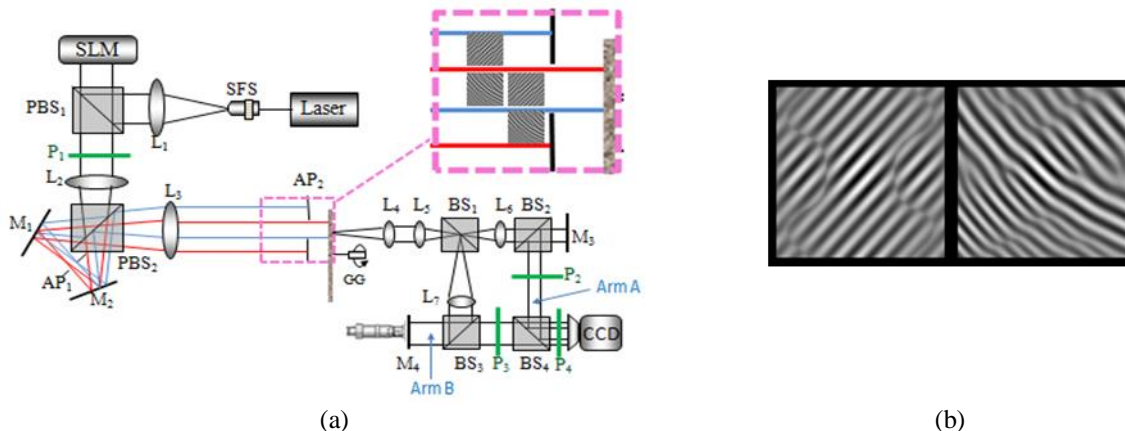 SLM
SFS
PBS₁
Laser
L₁
P₁
L₂
L₃
AP₂
M₁
L₄
L₅
BS₁
L₆
BS₂
M₃
PBS₂
AP₁
M₂
GG
P₂
Arm A
L₇
CCD
M₄
BS₃
P₃
BS₄
P₄
Arm B
(a)
(b)